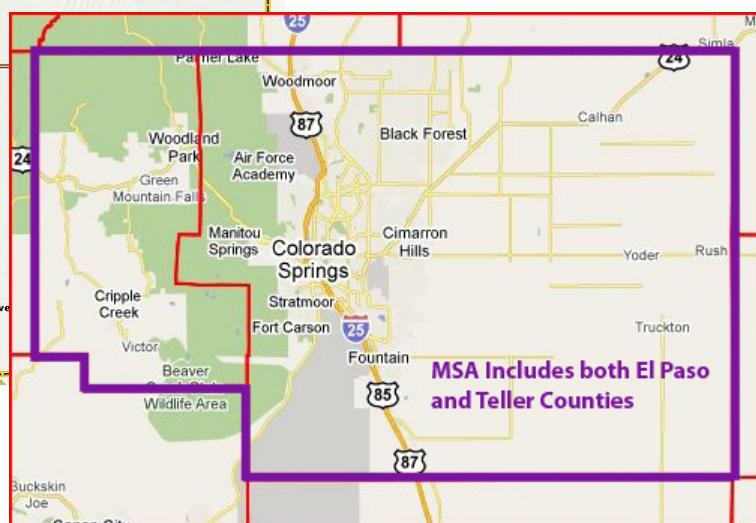 25
Simla
Palmer Lake
24
Woodmoor
87
Calhan
Black Forest
Woodland
Park
24
Air Force
Academy
Green
Mountain Falls
Manitou
Springs
Cimarron
Hills
Colorado
Springs
Yoder
Rush
Cripple
Creek
Stratmoor
Fort Carson
25
Truckton
Victor
Fountain
Beaver
Wildlife Area
MSA Includes both El Paso
and Teller Counties
85
87
Buckskin
Joe
Canon City